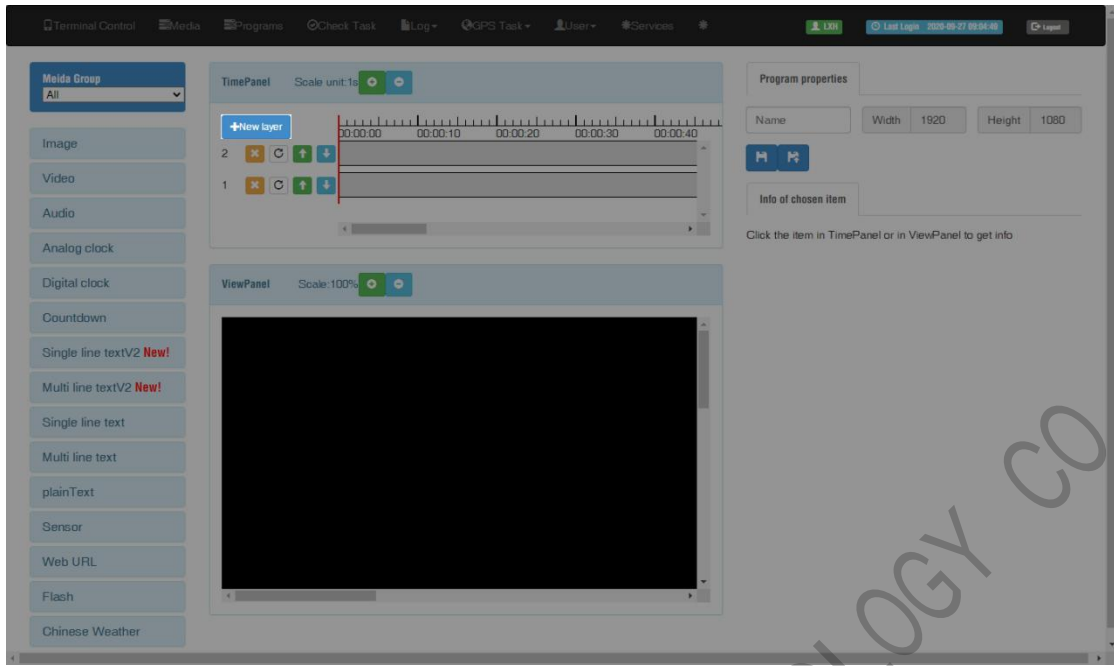 Terminal Control Media Programs Check Task Log GPS Task User Services LXH Last Login 2020-05-27 09:04:49 Logout
Meida Group
All
Image
Video
Audio
Analog clock
Digital clock
Countdown
Single line textV2 New!
Multi line textV2 New!
Single line text
Multi line text
plainText
Sensor
Web URL
Flash
Chinese Weather
TimePanel Scale unit:1s
+New layer
00:00:00 00:00:10 00:00:20 00:00:30 00:00:40
2
1
ViewPanel Scale:100%
Program properties
Name Width 1920 Height 1080
Info of chosen item
Click the item in TimePanel or in ViewPanel to get info
OLOGY CO